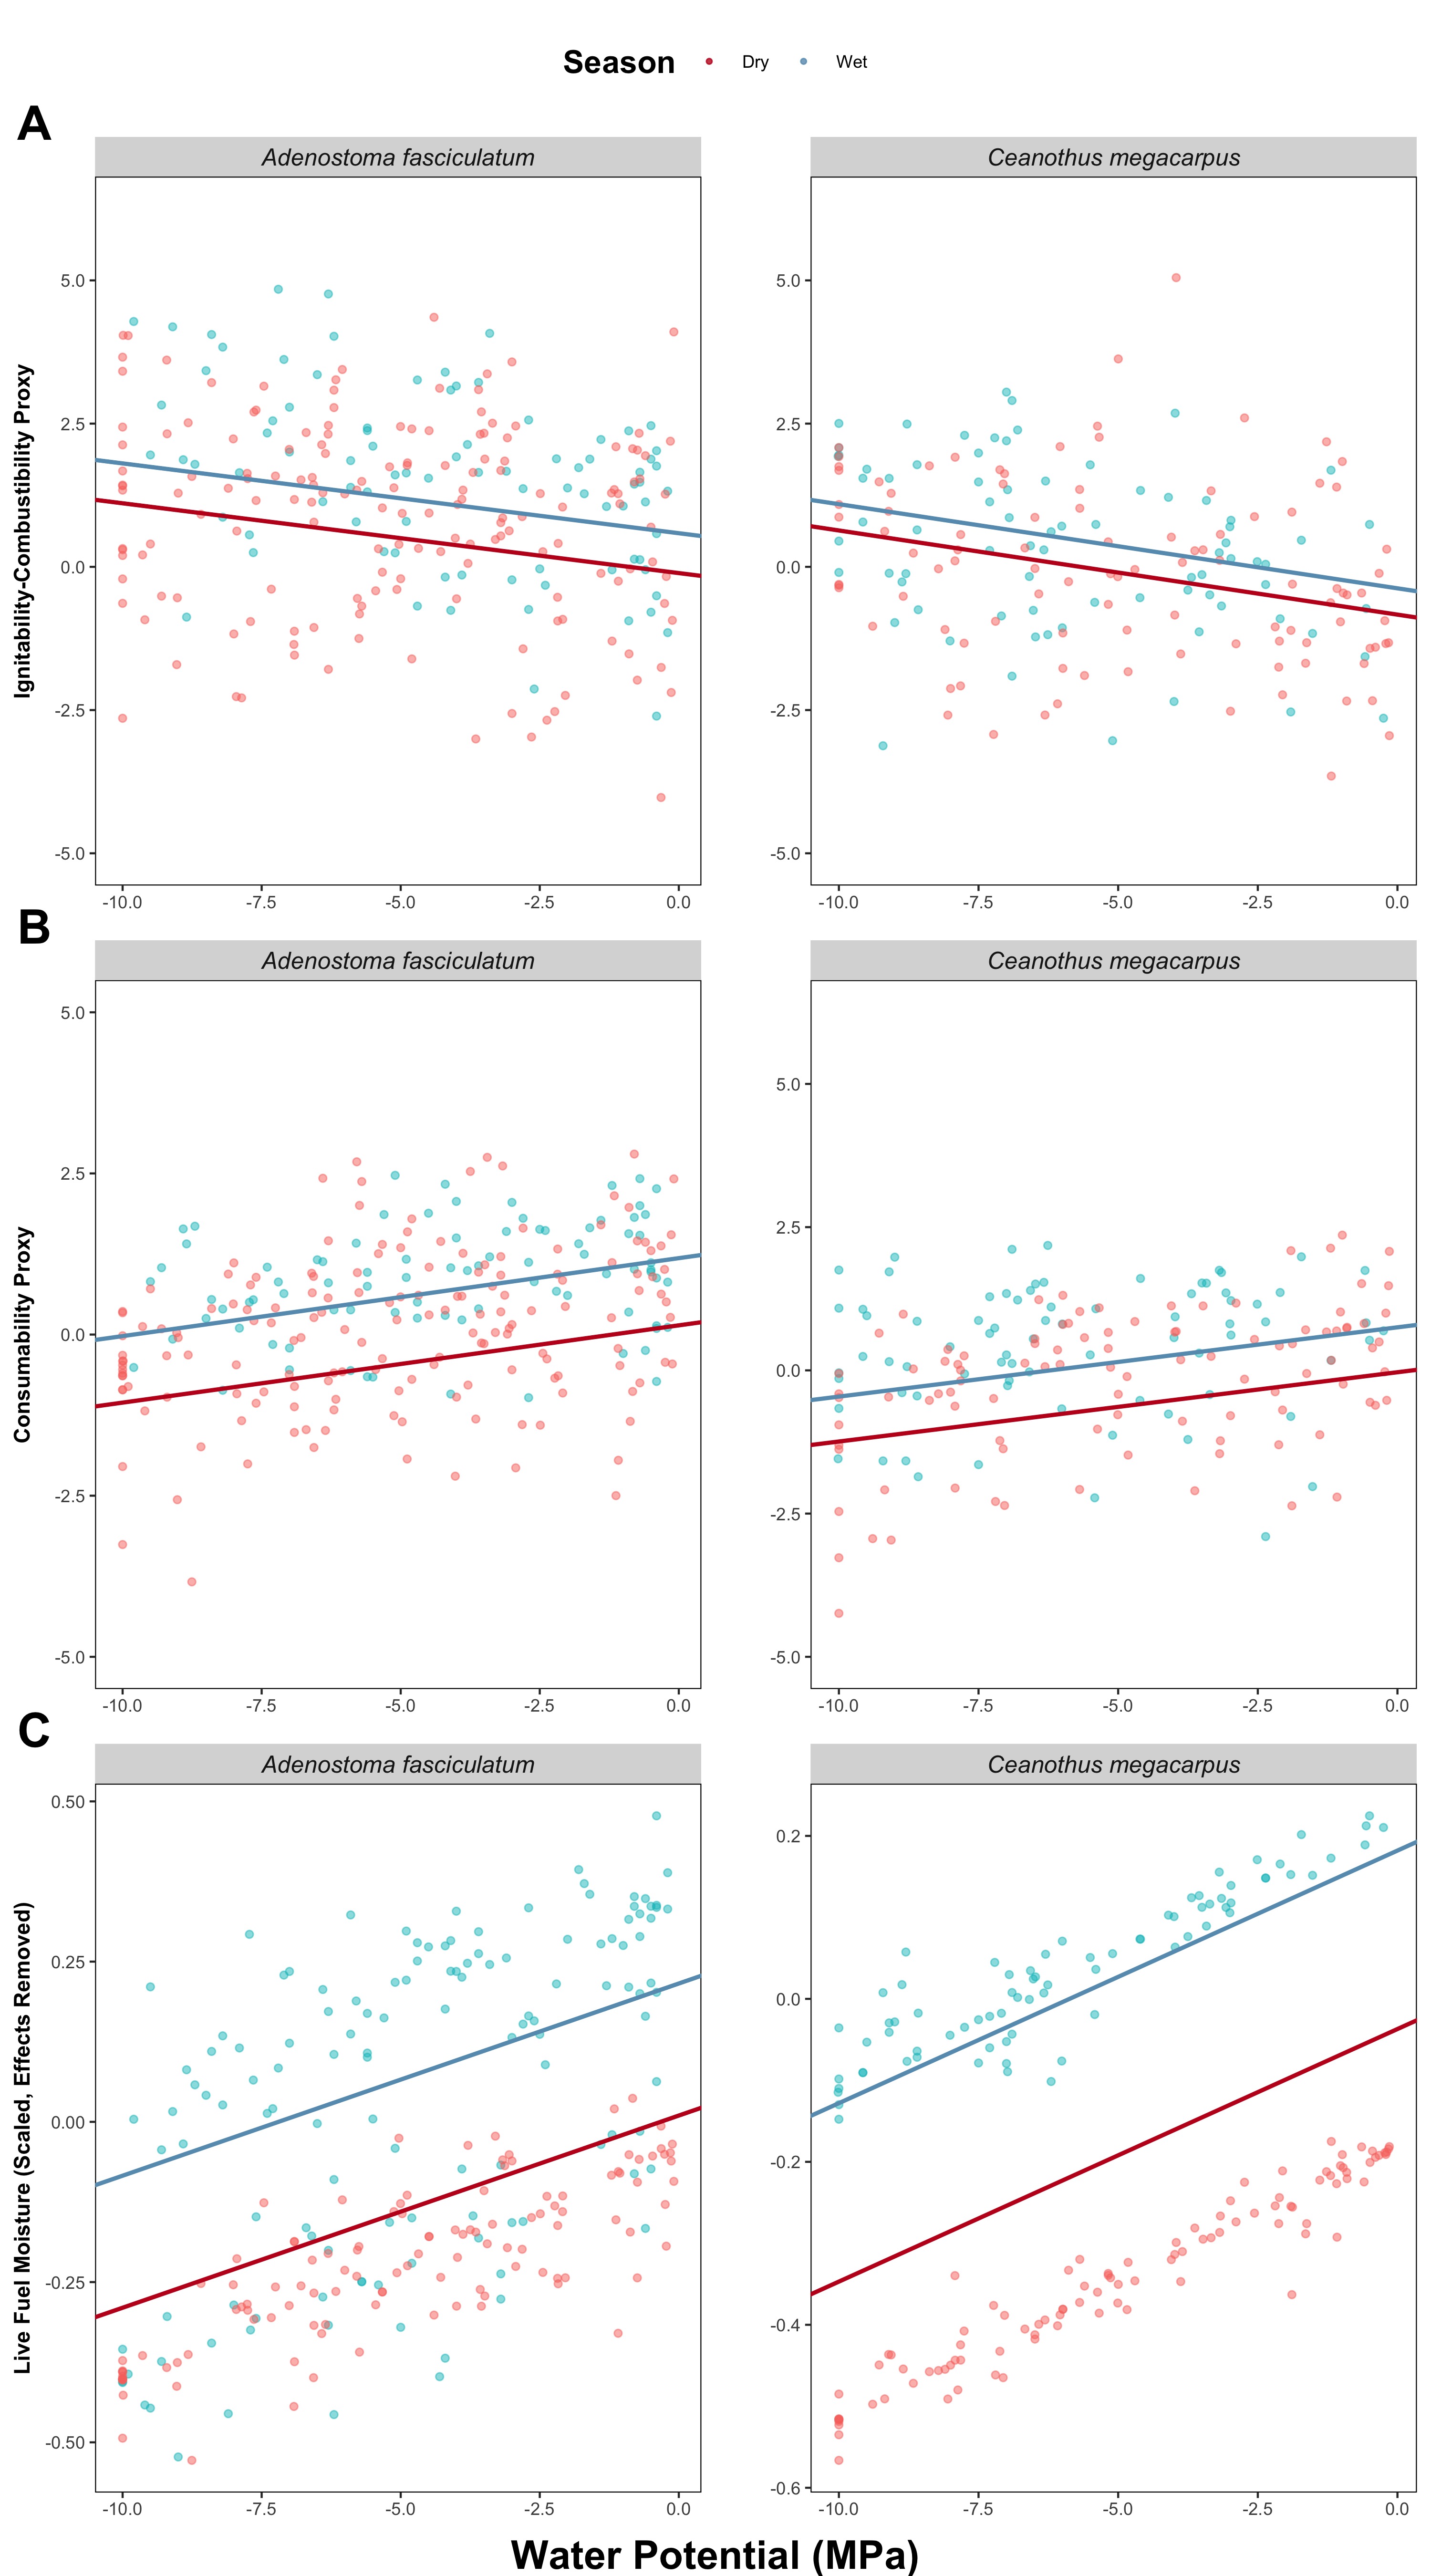 Season Dry Wet
A
Adenostoma fasciculatum Ceanothus megacarpus
Ignitability-Combustibility Proxy
5.0
2.5
0.0
-2.5
-5.0
-10.0 -7.5 -5.0 -2.5 0.0
5.0
2.5
0.0
-2.5
-5.0
-10.0 -7.5 -5.0 -2.5 0.0
B
Adenostoma fasciculatum Ceanothus megacarpus
Consumability Proxy
5.0
2.5
0.0
-2.5
-5.0
-10.0 -7.5 -5.0 -2.5 0.0
5.0
2.5
0.0
-2.5
-5.0
-10.0 -7.5 -5.0 -2.5 0.0
C
Adenostoma fasciculatum Ceanothus megacarpus
Live Fuel Moisture (Scaled, Effects Removed)
0.50
0.25
0.00
-0.25
-0.50
-10.0 -7.5 -5.0 -2.5 0.0
0.2
0.0
-0.2
-0.4
-0.6
-10.0 -7.5 -5.0 -2.5 0.0
Water Potential (MPa)